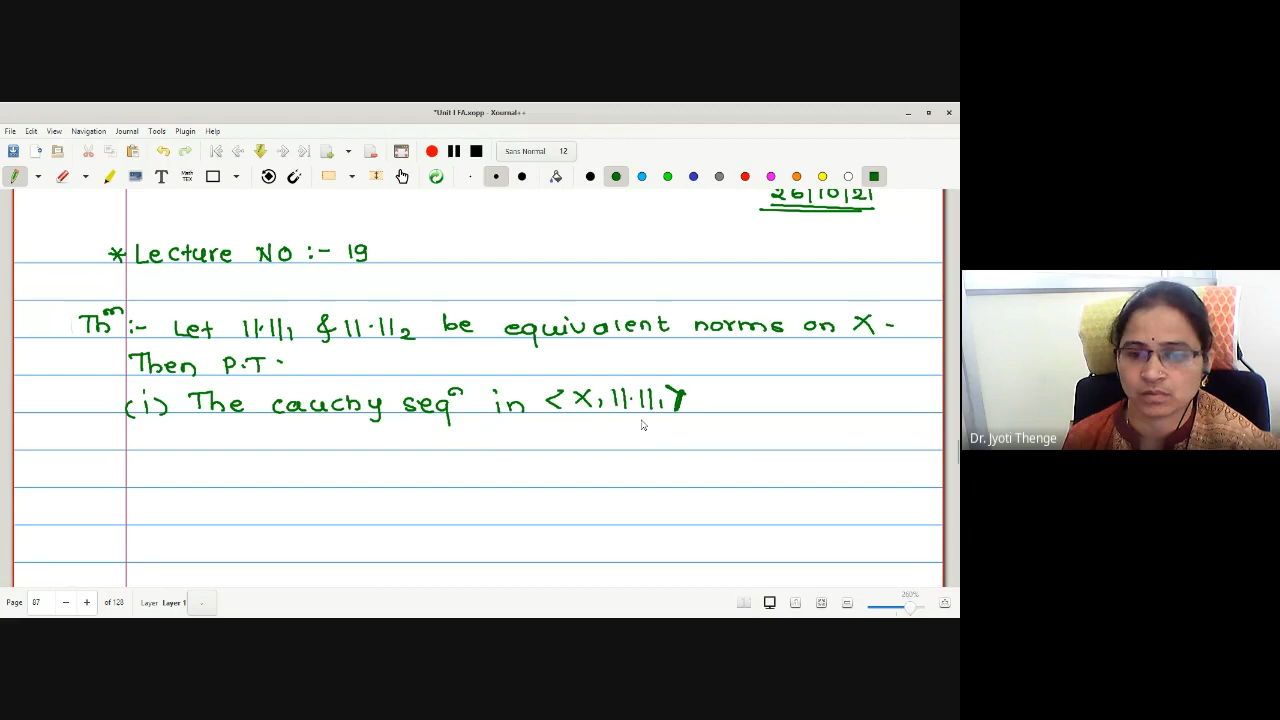 *Unit I FA.xopp - Xournal++
File Edit View Navigation Journal Tools Plugin Help
Sans Normal 12
26/10/21
* Lecture No :- 19
Thm :- Let ||·||1 & ||·||2 be equivalent norms on X.
Then P.T.
(i) The cauchy seqn in <X, ||·||1>
Dr. Jyoti Thenge
Page 87 of 128 Layer Layer 1 260%